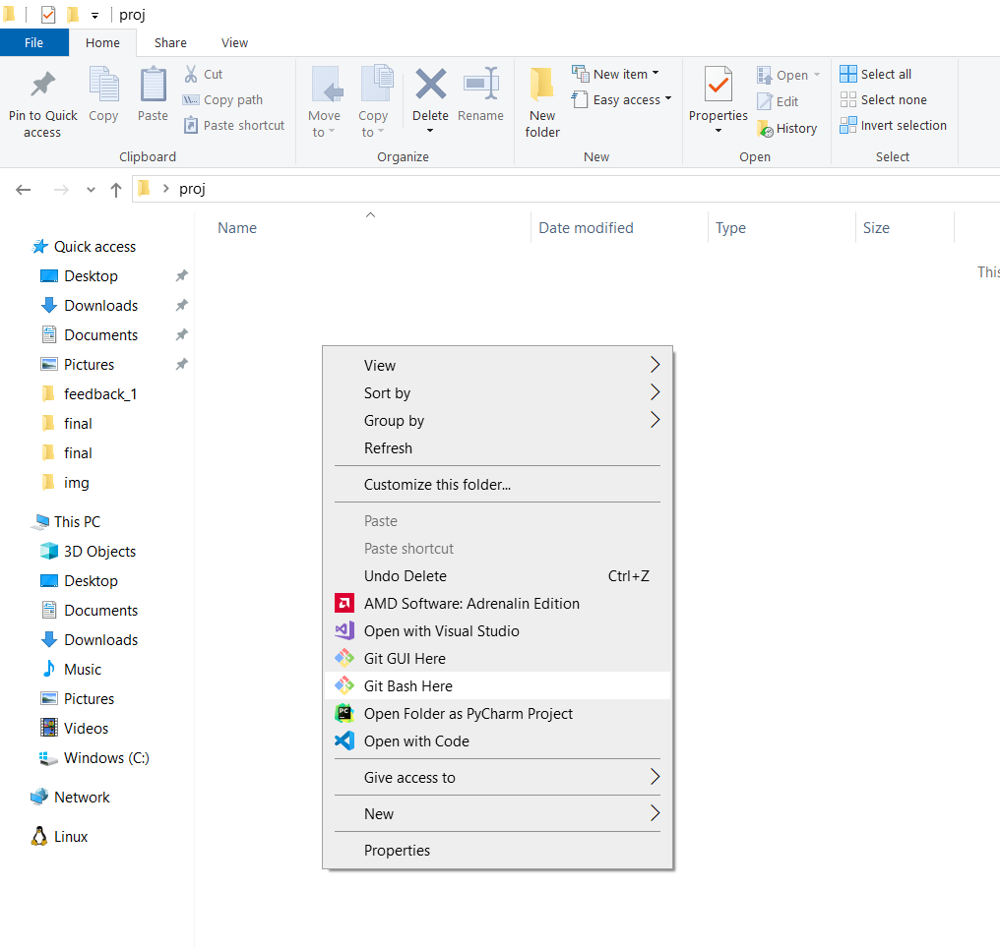 proj
File Home Share View
Pin to Quick access
Copy
Paste
Cut
Copy path
Paste shortcut
Clipboard
Move to
Copy to
Delete
Rename
Organize
New folder
New item
Easy access
New
Properties
Open
Edit
History
Open
Select all
Select none
Invert selection
Select
proj
Name Date modified Type Size
This
Quick access
Desktop
Downloads
Documents
Pictures
feedback_1
final
final
img
This PC
3D Objects
Desktop
Documents
Downloads
Music
Pictures
Videos
Windows (C:)
Network
Linux
View
Sort by
Group by
Refresh
Customize this folder...
Paste
Paste shortcut
Undo Delete Ctrl+Z
AMD Software: Adrenalin Edition
Open with Visual Studio
Git GUI Here
Git Bash Here
Open Folder as PyCharm Project
Open with Code
Give access to
New
Properties